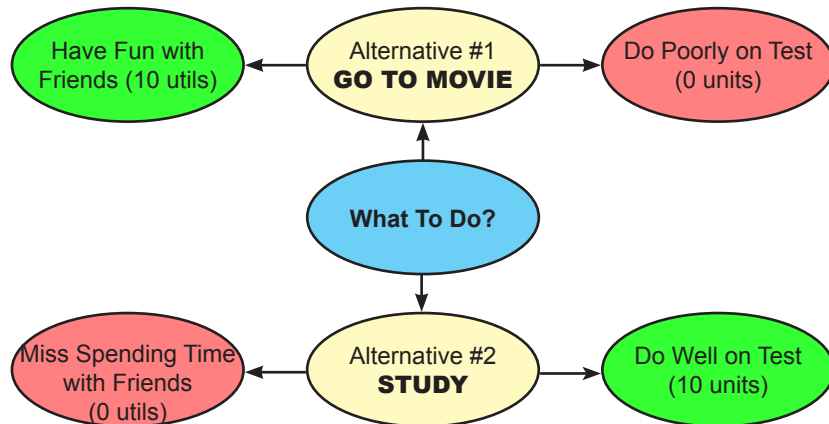 Have Fun with
Friends (10 utils)
Alternative #1
GO TO MOVIE
Do Poorly on Test
(0 units)
What To Do?
Miss Spending Time
with Friends
(0 utils)
Alternative #2
STUDY
Do Well on Test
(10 units)